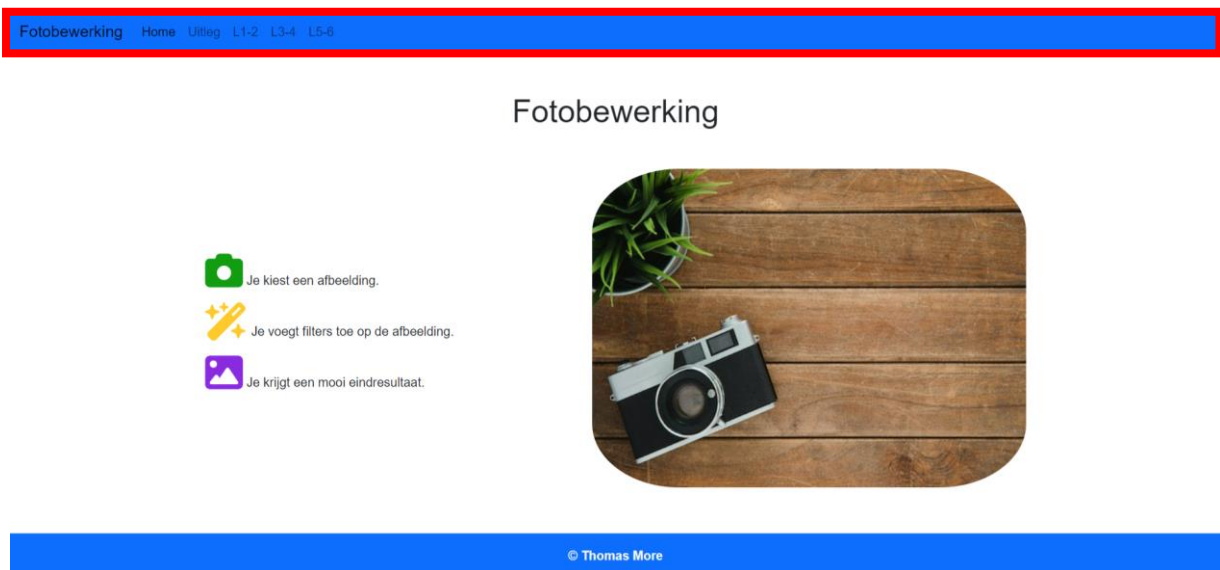 Fotobewerking Home Uitleg L1-2 L3-4 L5-6
Fotobewerking
Je kiest een afbeelding.
Je voegt filters toe op de afbeelding.
Je krijgt een mooi eindresultaat.
© Thomas More